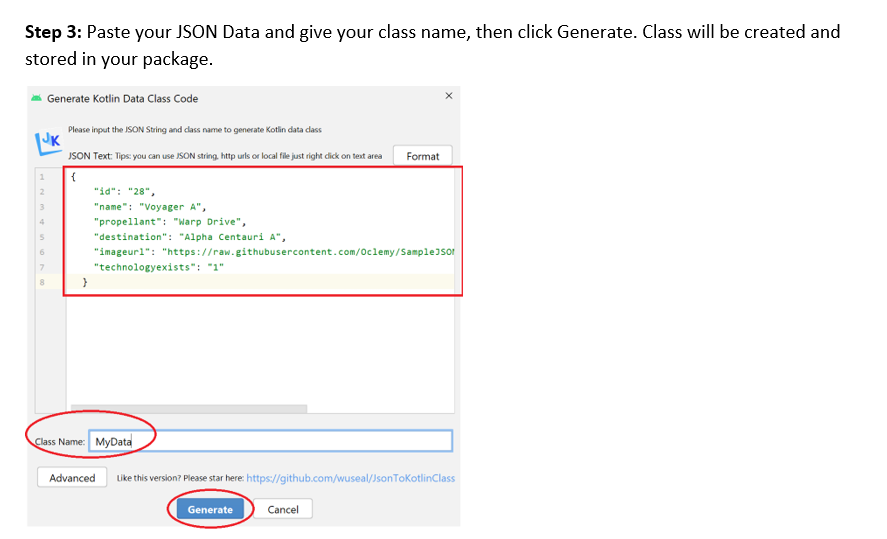 Step 3: Paste your JSON Data and give your class name, then click Generate. Class will be created and
stored in your package.
Generate Kotlin Data Class Code
JK
Please input the JSON String and class name to generate Kotlin data class
JSON Text: Tips: you can use JSON string, http urls or local file just right click on text area
Format
1 {
2 "id": "28",
3 "name": "Voyager A",
4 "propellant": "Warp Drive",
5 "destination": "Alpha Centauri A",
6 "imageurl": "https://raw.githubusercontent.com/Oclemy/SampleJSO
7 "technologyexists": "1"
8 }
Class Name: MyData
Advanced
Like this version? Please star here: https://github.com/wuseal/JsonToKotlinClass
Generate
Cancel